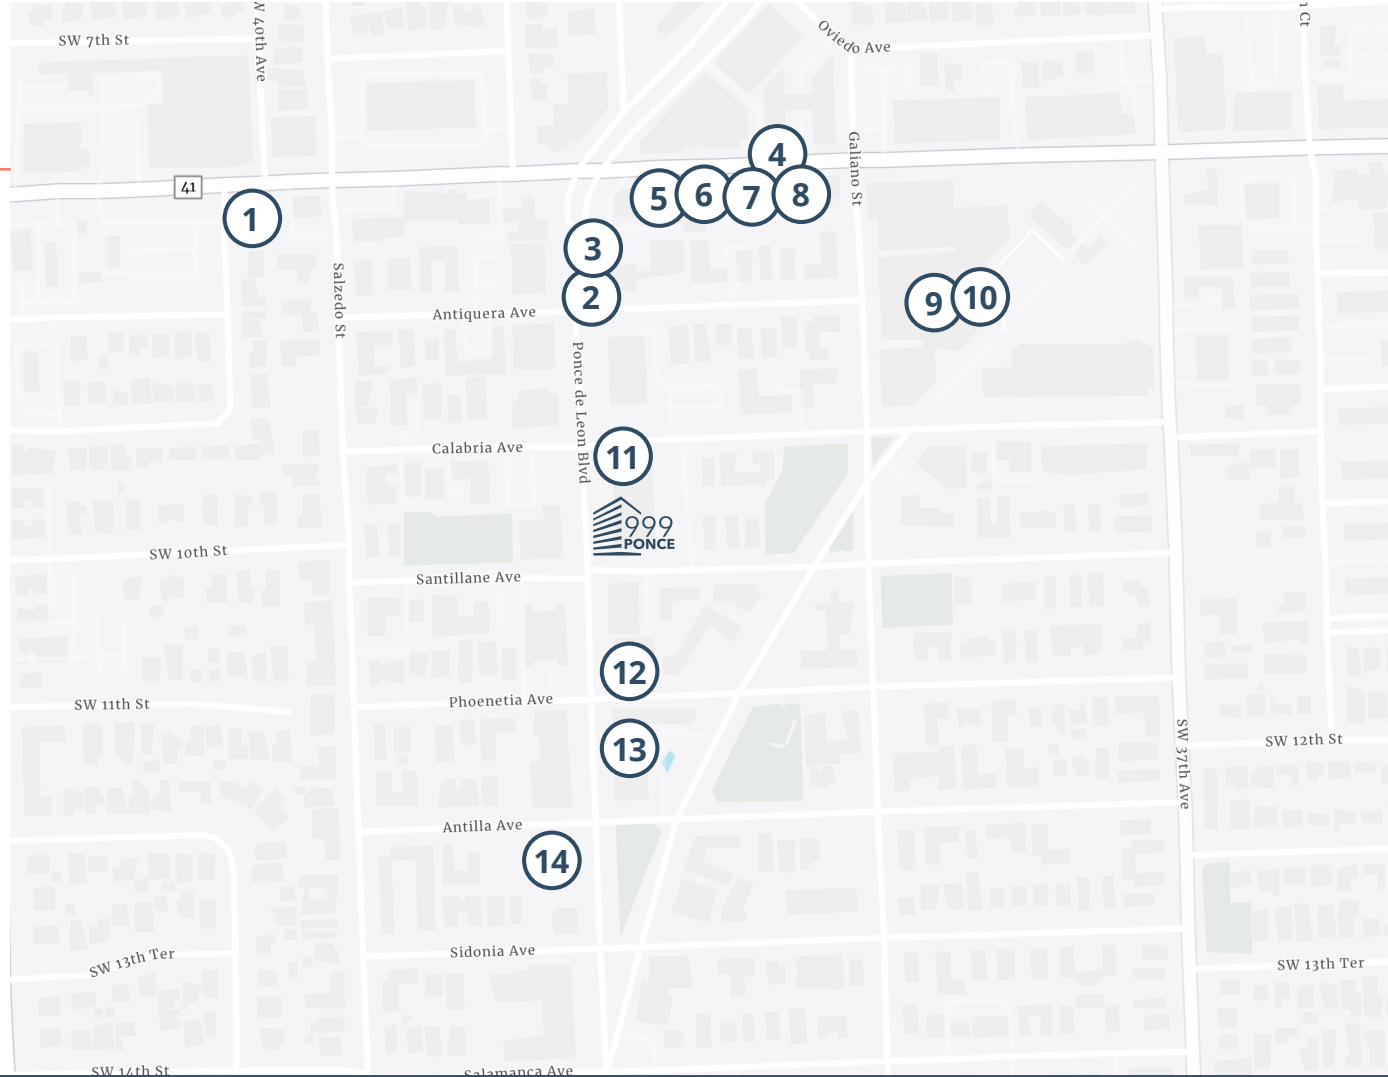 SW 7th St
W 40th Ave
Oviedo Ave
n Ct
41
Galiano St
1
2
3
4
5
6
7
8
9
10
Salzedo St
Antiquera Ave
Ponce de Leon Blvd
Calabria Ave
11
999
PONCE
SW 10th St
Santillane Ave
12
SW 11th St
Phoenetia Ave
13
SW 37th Ave
SW 12th St
Antilla Ave
14
Sidonia Ave
SW 13th Ter
SW 13th Ter
SW 14th St
Salamanca Ave